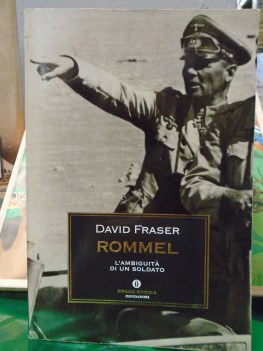 DAVID FRASER
ROMMEL
L'AMBIGUITÀ
DI UN SOLDATO
OSCAR STORIA
MONDADORI